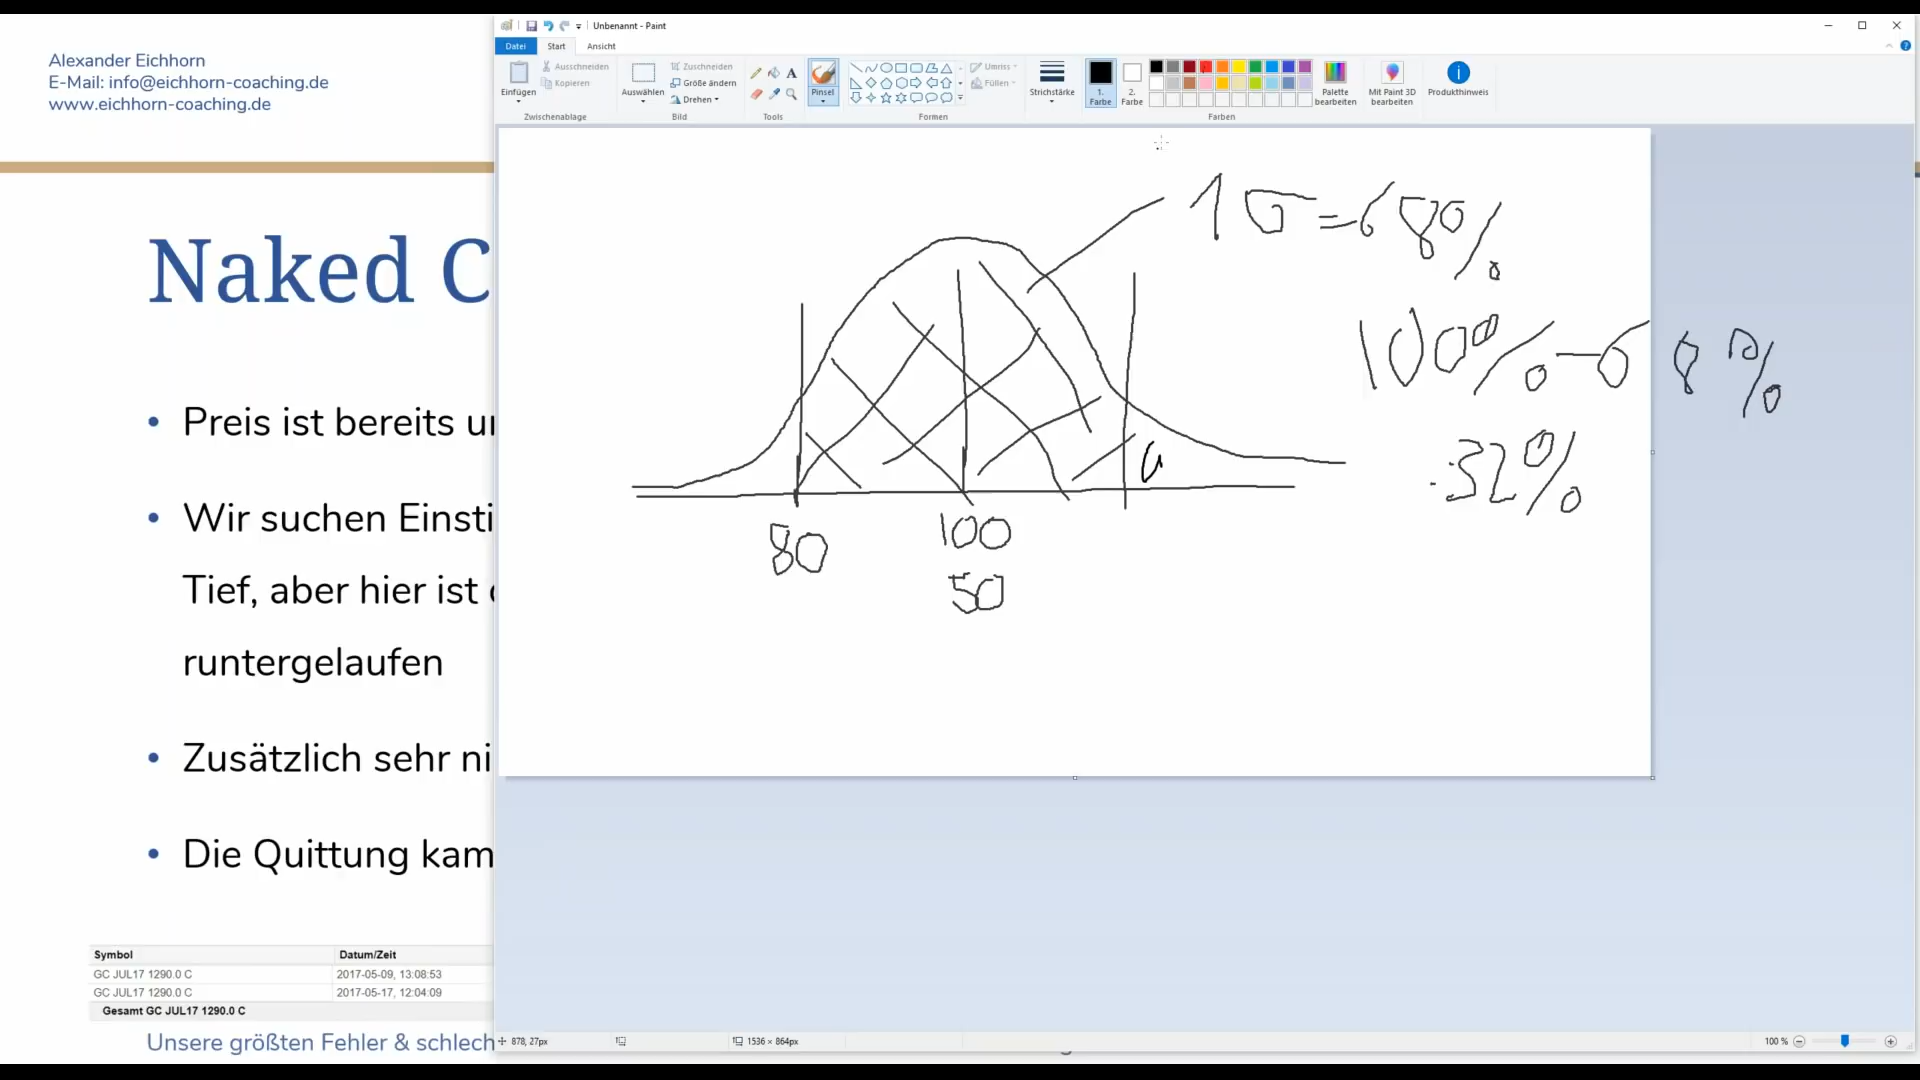 Alexander Eichhorn
E-Mail: info@eichhorn-coaching.de
www.eichhorn-coaching.de
Naked C
Preis ist bereits
Wir suchen Einsti
Tief, aber hier ist
runtergelaufen
Zusätzlich sehr ni
Die Quittung kam
Symbol Datum/Zeit
GC JUL17 1290.0 C 2017-05-09, 13:08:53
GC JUL17 1290.0 C 2017-05-17, 12:04:09
Gesamt GC JUL17 1290.0 C
Unsere größten Fehler & schlech
Unbenannt - Paint
Datei Start Ansicht
Einfügen
Ausschneiden
Kopieren
Zwischenablage
Auswählen
Zuschneiden
Größe ändern
Drehen
Bild
A
Tools
Pinsel
Formen
Umriss
Füllen
Strichstärke
1. Farbe
2. Farbe
Farben
Palette bearbeiten
Mit Paint 3D bearbeiten
Produkthinweis
1 σ = 68%
100% - 68%
32%
80
100
50
878, 27px
1536 × 864px
100 %